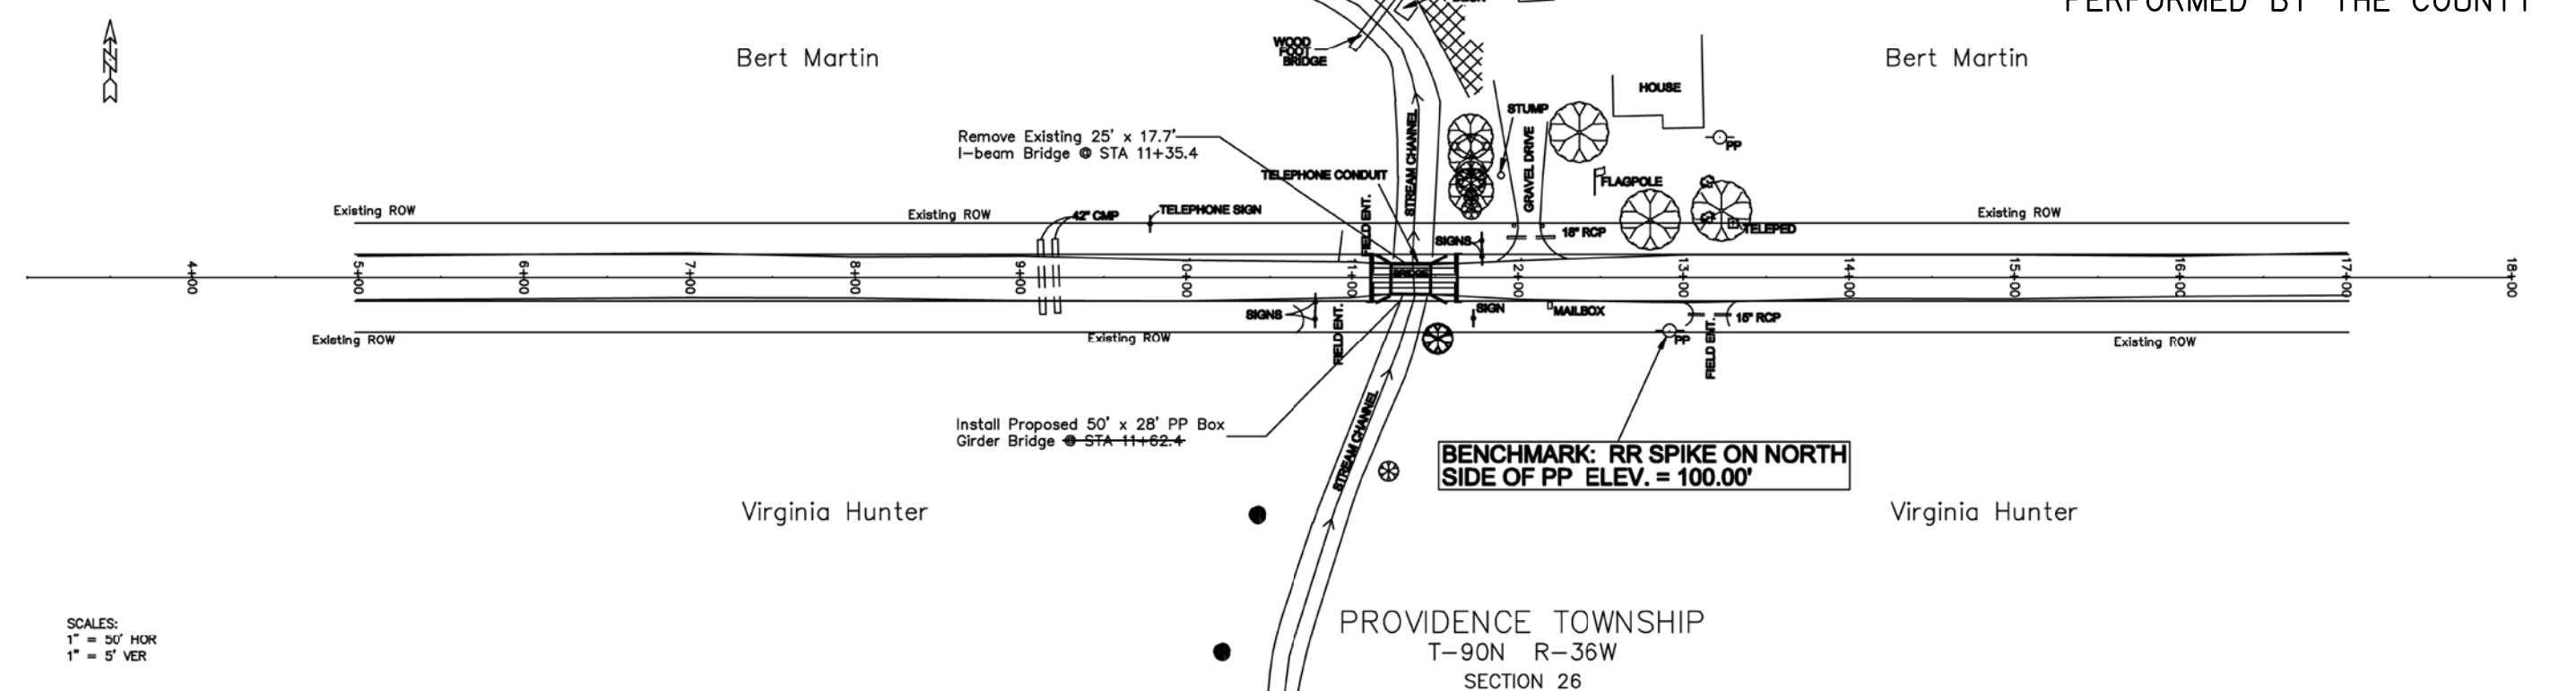 PERFORMED BY THE COUNTY
N
Bert Martin
WOOD
FOOT
BRIDGE
Bert Martin
HOUSE
STUMP
Remove Existing 25' x 17.7'
I-beam Bridge @ STA 11+35.4
STREAM CHANNEL
GRAVEL DRIVE
PP
TELEPHONE CONDUIT
FLAGPOLE
Existing ROW
Existing ROW
42" CMP
TELEPHONE SIGN
FIELD ENT.
SIGNS
18" RCP
TELEPED
Existing ROW
4+00
5+00
6+00
7+00
8+00
9+00
0+00
1+00
BRIDGE
2+00
13+00
14+00
15+00
16+00
17+00
18+00
SIGNS
FIELD ENT.
SIGN
MAILBOX
15" RCP
Existing ROW
Existing ROW
PP
FIELD ENT.
Existing ROW
Install Proposed 50' x 28' PP Box
Girder Bridge @ STA 11+62.4
STREAM CHANNEL
BENCHMARK: RR SPIKE ON NORTH
SIDE OF PP ELEV. = 100.00'
Virginia Hunter
Virginia Hunter
SCALES:
1" = 50' HOR
1" = 5' VER
PROVIDENCE TOWNSHIP
T-90N R-36W
SECTION 26